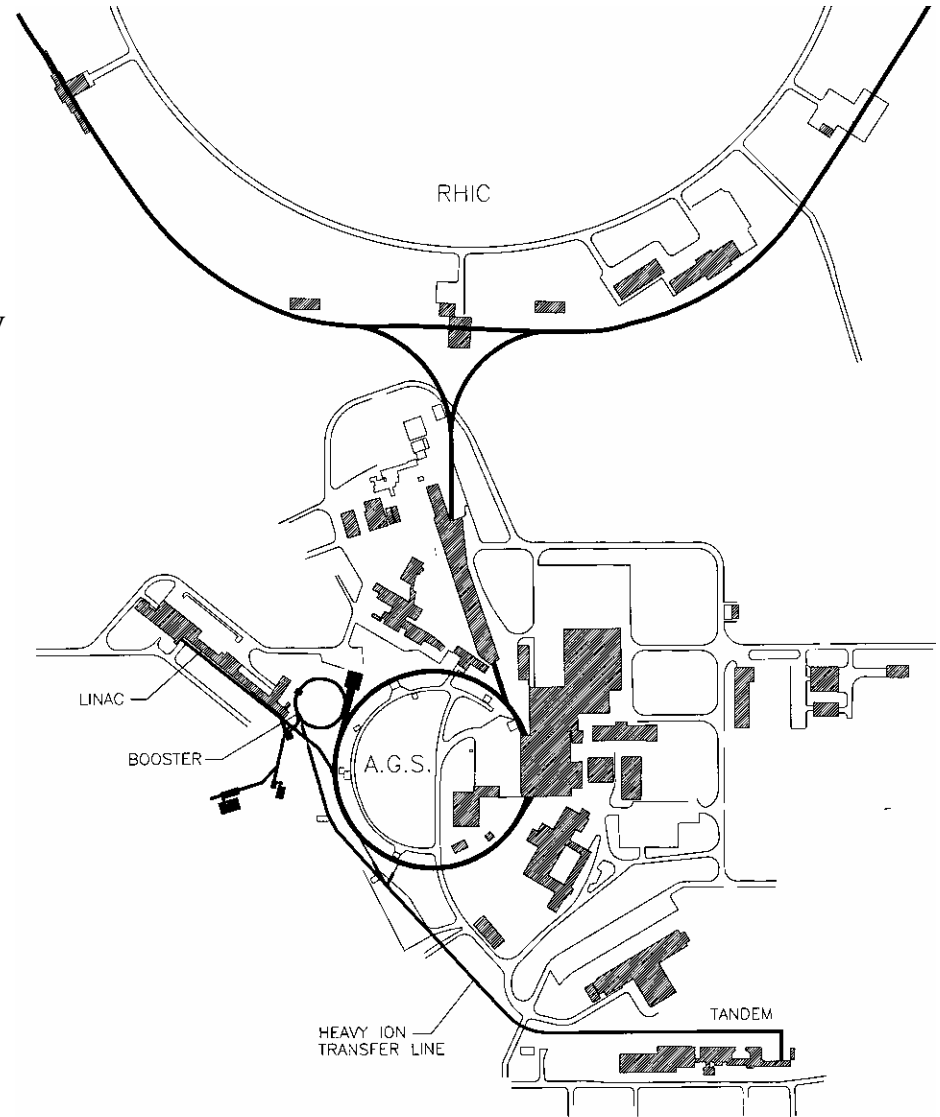 RHIC
LINAC
BOOSTER
A.G.S.
TANDEM
HEAVY ION
TRANSFER LINE